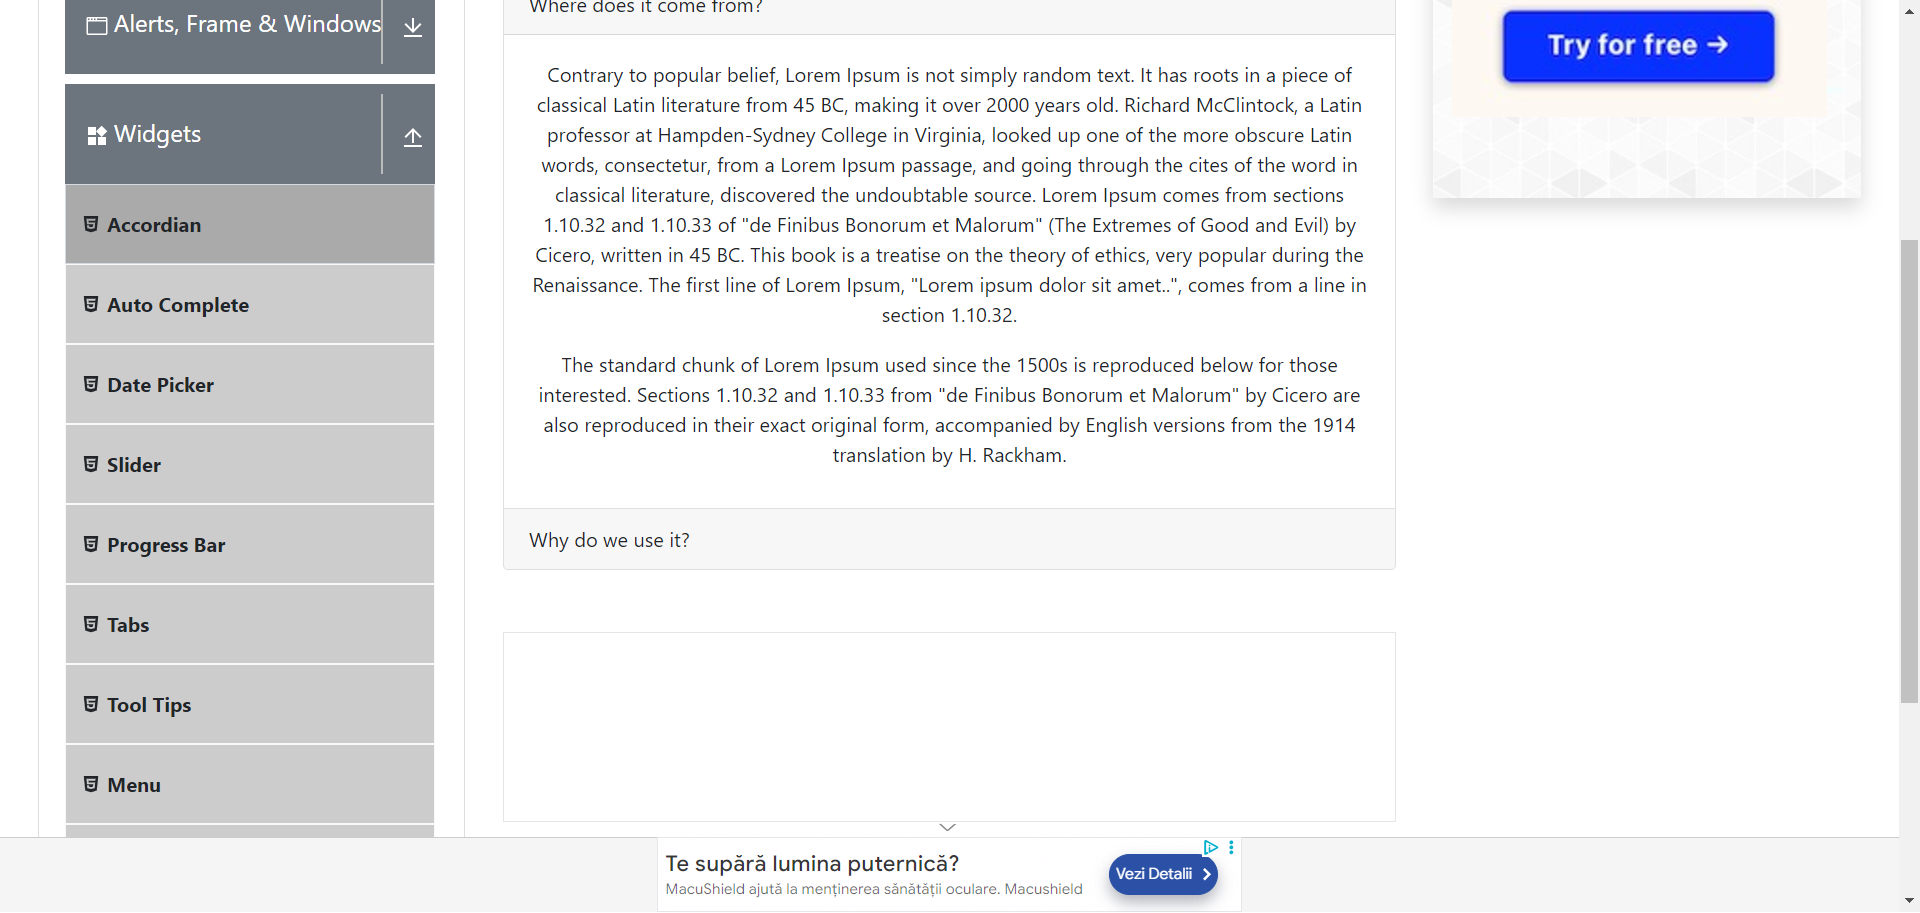 Alerts, Frame & Windows
Widgets
Accordian
Auto Complete
Date Picker
Slider
Progress Bar
Tabs
Tool Tips
Menu
Where does it come from?
Contrary to popular belief, Lorem Ipsum is not simply random text. It has roots in a piece of
classical Latin literature from 45 BC, making it over 2000 years old. Richard McClintock, a Latin
professor at Hampden-Sydney College in Virginia, looked up one of the more obscure Latin
words, consectetur, from a Lorem Ipsum passage, and going through the cites of the word in
classical literature, discovered the undoubtable source. Lorem Ipsum comes from sections
1.10.32 and 1.10.33 of "de Finibus Bonorum et Malorum" (The Extremes of Good and Evil) by
Cicero, written in 45 BC. This book is a treatise on the theory of ethics, very popular during the
Renaissance. The first line of Lorem Ipsum, "Lorem ipsum dolor sit amet..", comes from a line in
section 1.10.32.
The standard chunk of Lorem Ipsum used since the 1500s is reproduced below for those
interested. Sections 1.10.32 and 1.10.33 from "de Finibus Bonorum et Malorum" by Cicero are
also reproduced in their exact original form, accompanied by English versions from the 1914
translation by H. Rackham.
Why do we use it?
Try for free →
Te supără lumina puternică?
MacuShield ajută la menținerea sănătății oculare. Macushield
Vezi Detalii